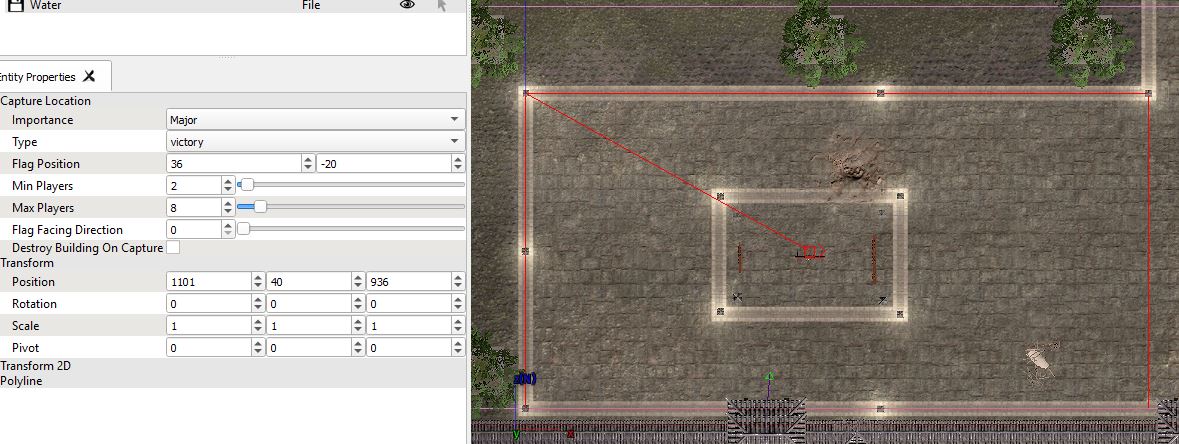 Water File
Entity Properties
Capture Location
Importance Major
Type victory
Flag Position 36 -20
Min Players 2
Max Players 8
Flag Facing Direction 0
Destroy Building On Capture
Transform
Position 1101 40 936
Rotation 0 0 0
Scale 1 1 1
Pivot 0 0 0
Transform 2D
Polyline
z(N)
y x